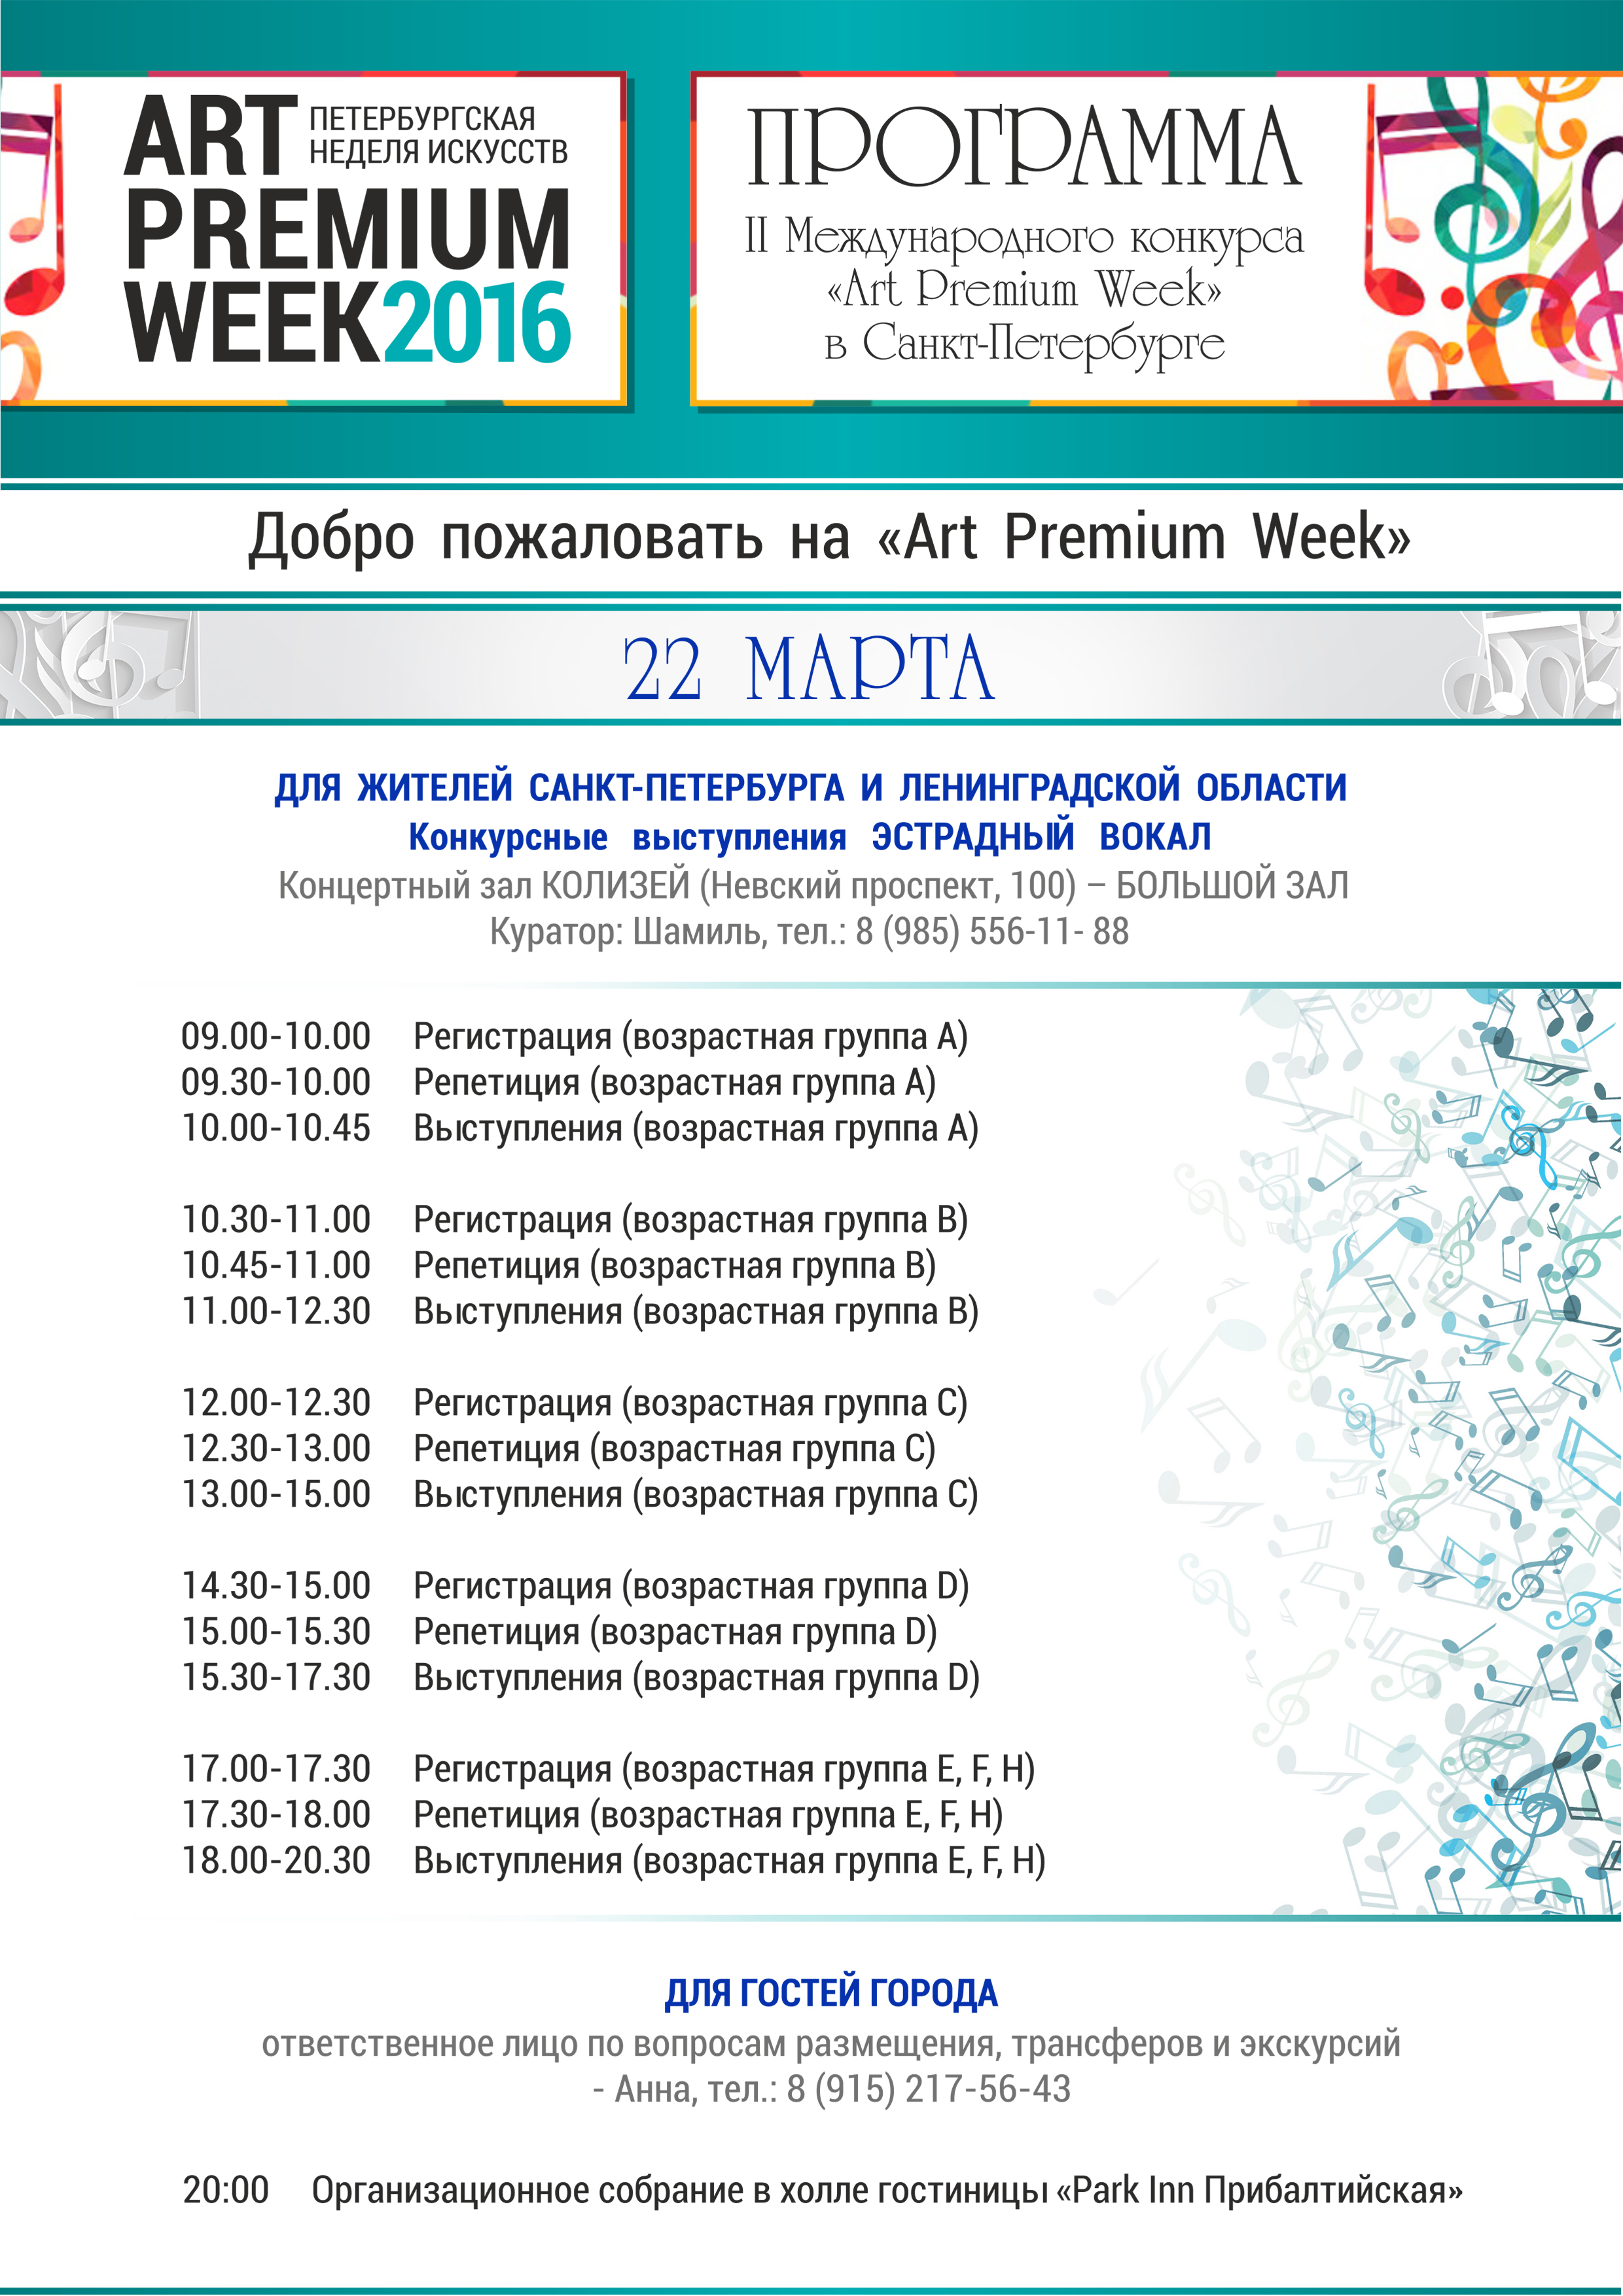 ART ПЕТЕРБУРГСКАЯ
НЕДЕЛЯ ИСКУССТВ
PREMIUM
WEEK2016
ПРОГРАММА
II Международного конкурса
«Art Premium Week»
в Санкт-Петербурге
Добро пожаловать на «Art Premium Week»
22 МАРТА
ДЛЯ ЖИТЕЛЕЙ САНКТ-ПЕТЕРБУРГА И ЛЕНИНГРАДСКОЙ ОБЛАСТИ
Конкурсные выступления ЭСТРАДНЫЙ ВОКАЛ
Концертный зал КОЛИЗЕЙ (Невский проспект, 100) – БОЛЬШОЙ ЗАЛ
Куратор: Шамиль, тел.: 8 (985) 556-11- 88
09.00-10.00 Регистрация (возрастная группа A)
09.30-10.00 Репетиция (возрастная группа A)
10.00-10.45 Выступления (возрастная группа A)
10.30-11.00 Регистрация (возрастная группа B)
10.45-11.00 Репетиция (возрастная группа B)
11.00-12.30 Выступления (возрастная группа B)
12.00-12.30 Регистрация (возрастная группа C)
12.30-13.00 Репетиция (возрастная группа C)
13.00-15.00 Выступления (возрастная группа C)
14.30-15.00 Регистрация (возрастная группа D)
15.00-15.30 Репетиция (возрастная группа D)
15.30-17.30 Выступления (возрастная группа D)
17.00-17.30 Регистрация (возрастная группа E, F, H)
17.30-18.00 Репетиция (возрастная группа E, F, H)
18.00-20.30 Выступления (возрастная группа E, F, H)
ДЛЯ ГОСТЕЙ ГОРОДА
ответственное лицо по вопросам размещения, трансферов и экскурсий
- Анна, тел.: 8 (915) 217-56-43
20:00 Организационное собрание в холле гостиницы «Park Inn Прибалтийская»